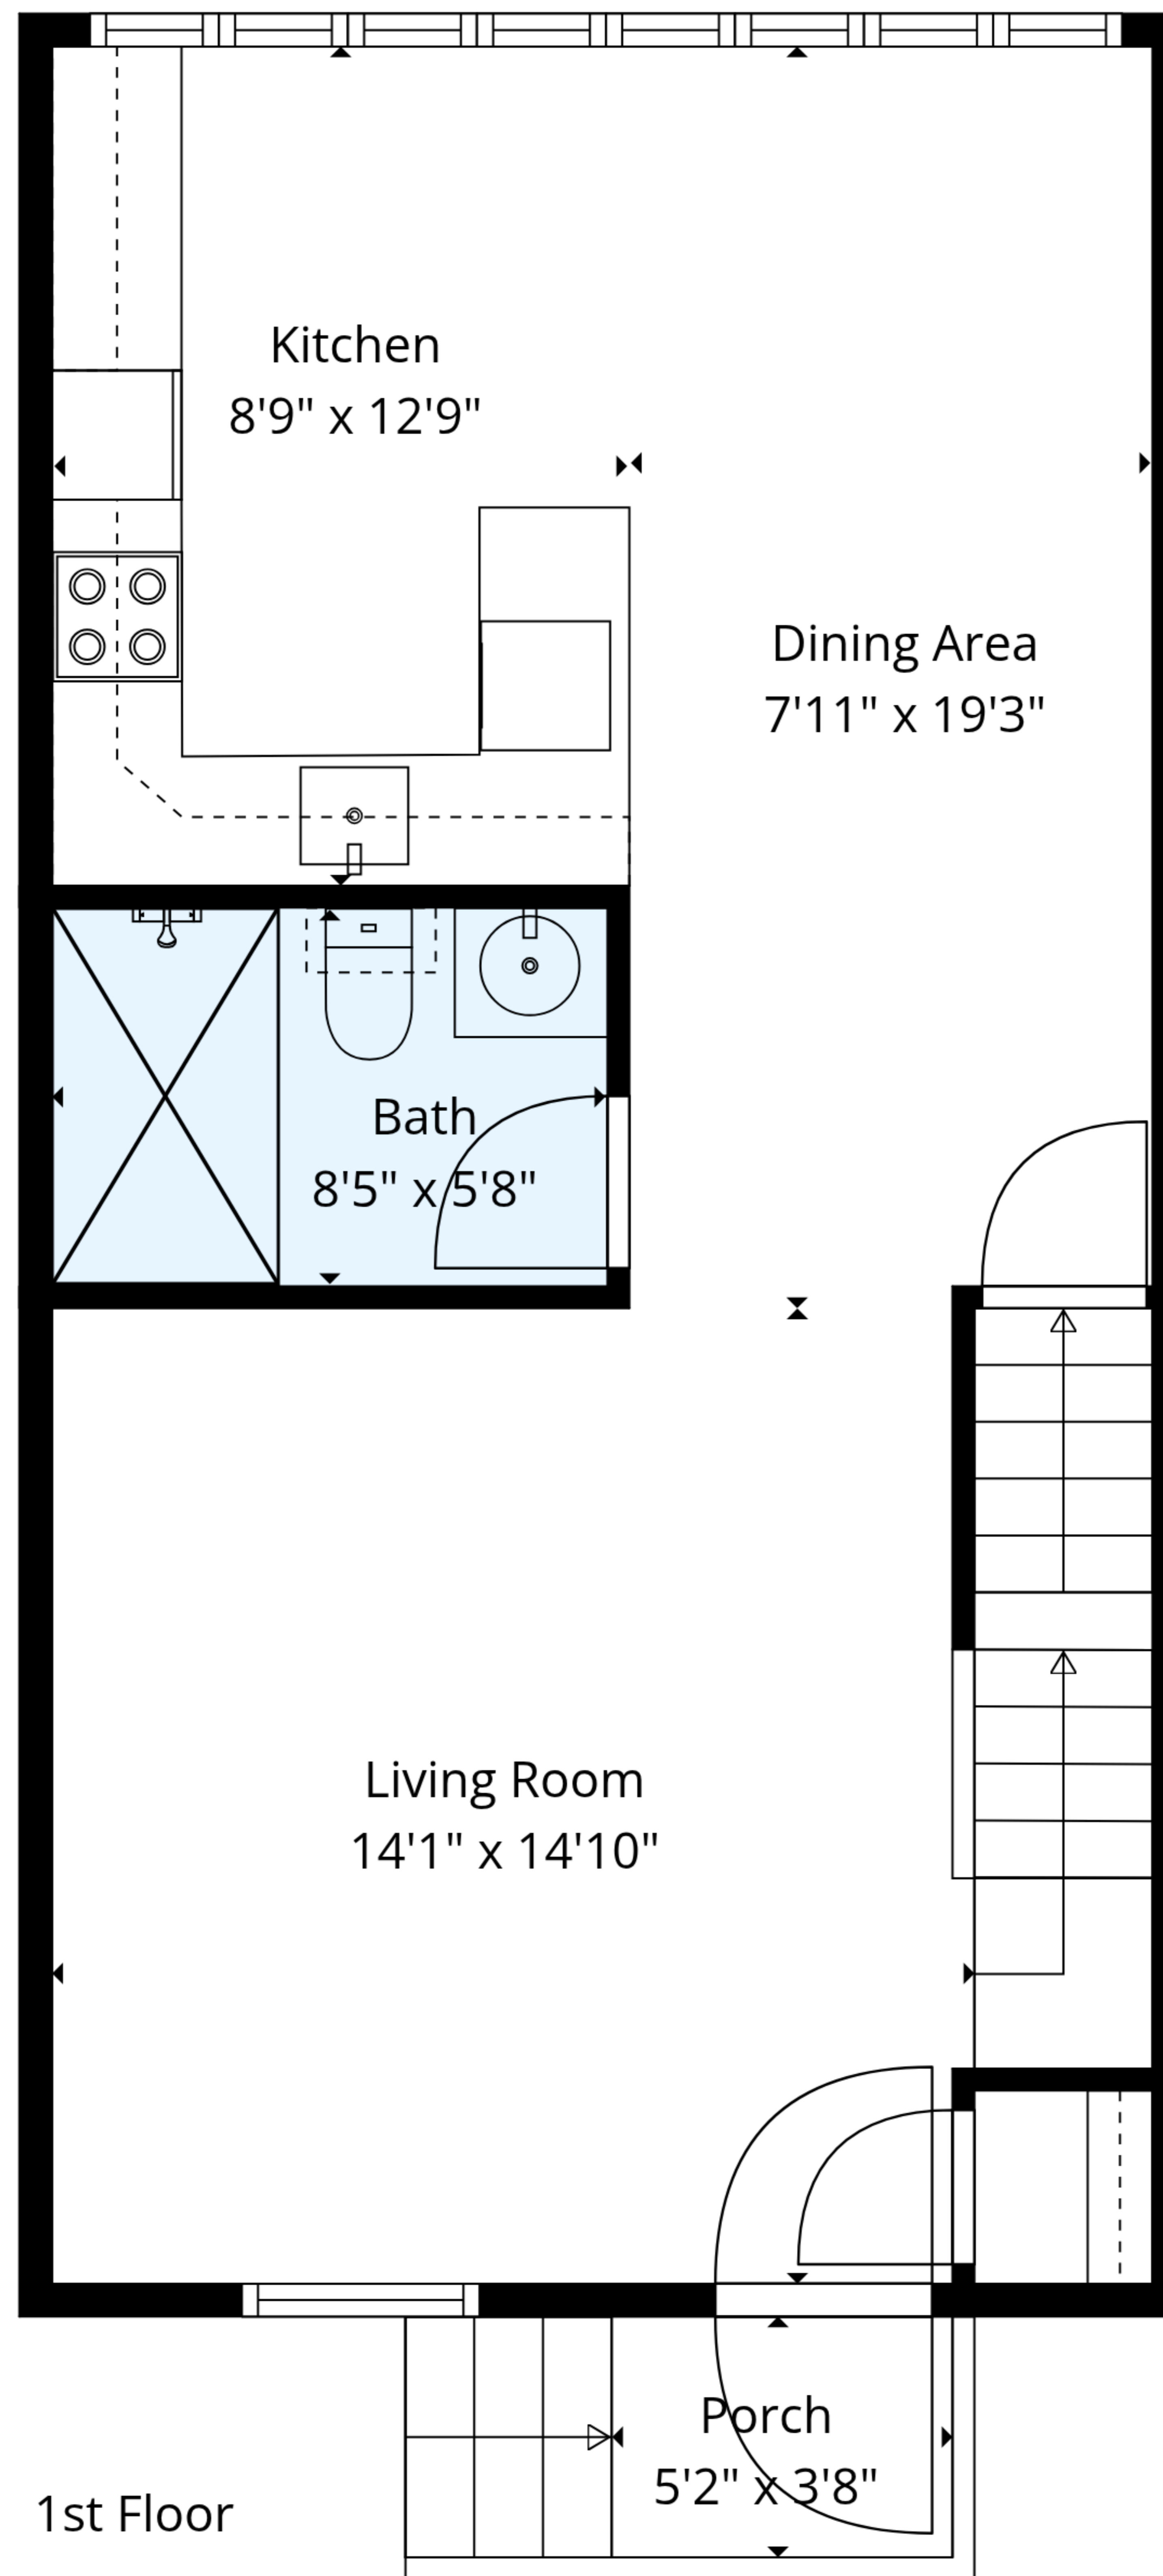 Kitchen
8'9" x 12'9"
Dining Area
7'11" x 19'3"
Bath
8'5" x 5'8"
Living Room
14'1" x 14'10"
Porch
5'2" x 3'8"
1st Floor